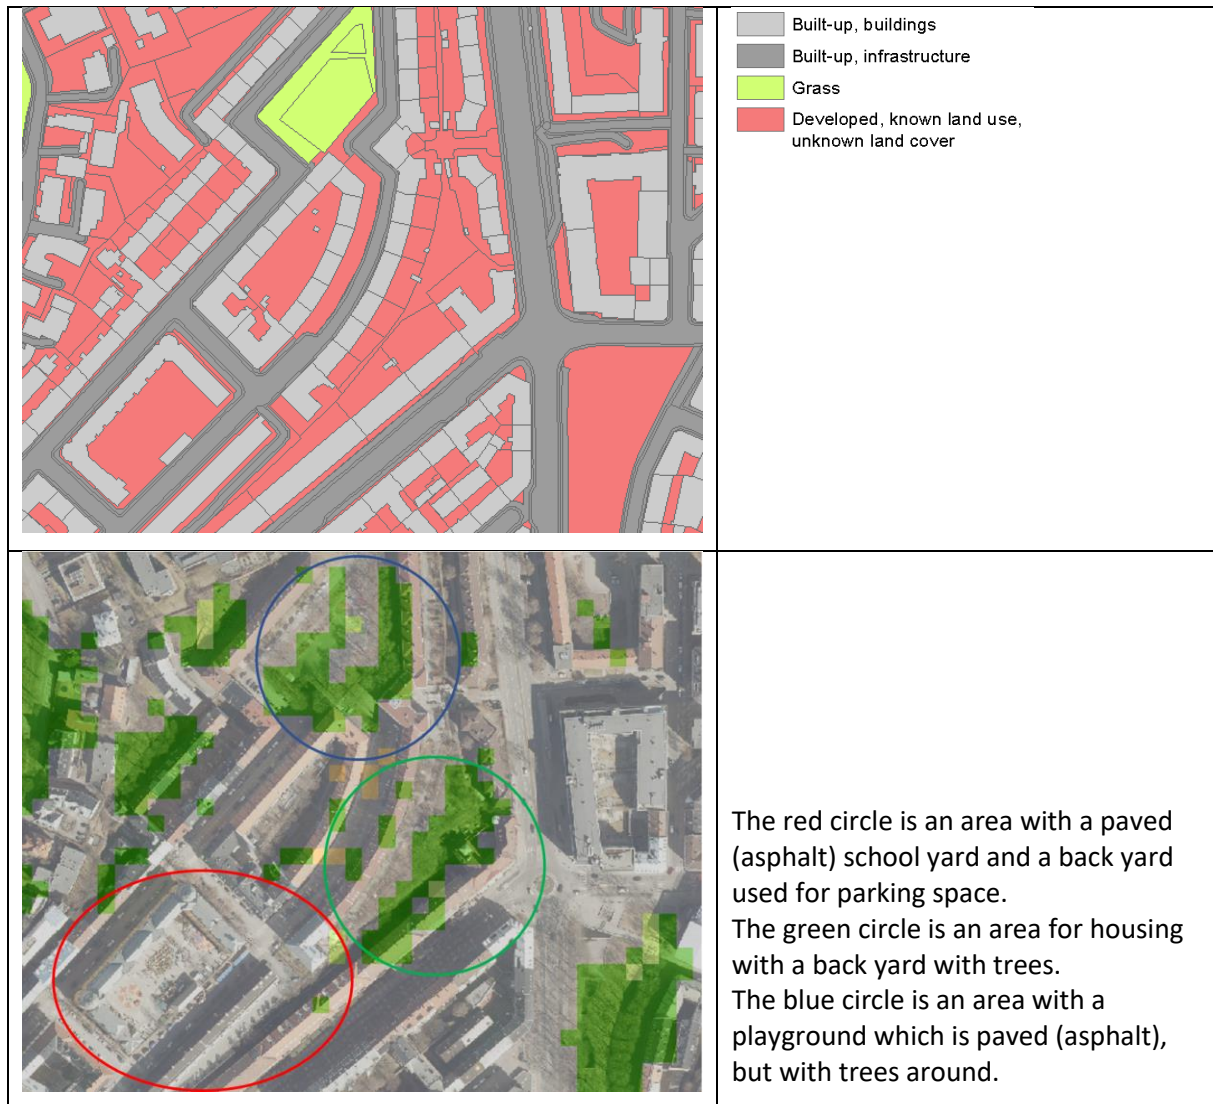 Built-up, buildings
Built-up, infrastructure
Grass
Developed, known land use,
unknown land cover
The red circle is an area with a paved
(asphalt) school yard and a back yard
used for parking space.
The green circle is an area for housing
with a back yard with trees.
The blue circle is an area with a
playground which is paved (asphalt),
but with trees around.